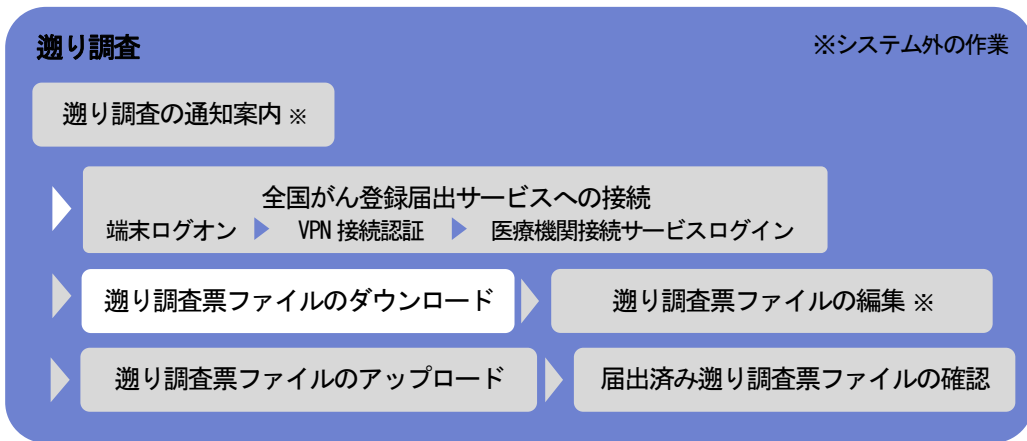 遡り調査
※システム外の作業
遡り調査の通知案内 ※
全国がん登録届出サービスへの接続
端末ログオン VPN 接続認証 医療機関接続サービスログイン
遡り調査票ファイルのダウンロード 遡り調査票ファイルの編集 ※
遡り調査票ファイルのアップロード 届出済み遡り調査票ファイルの確認